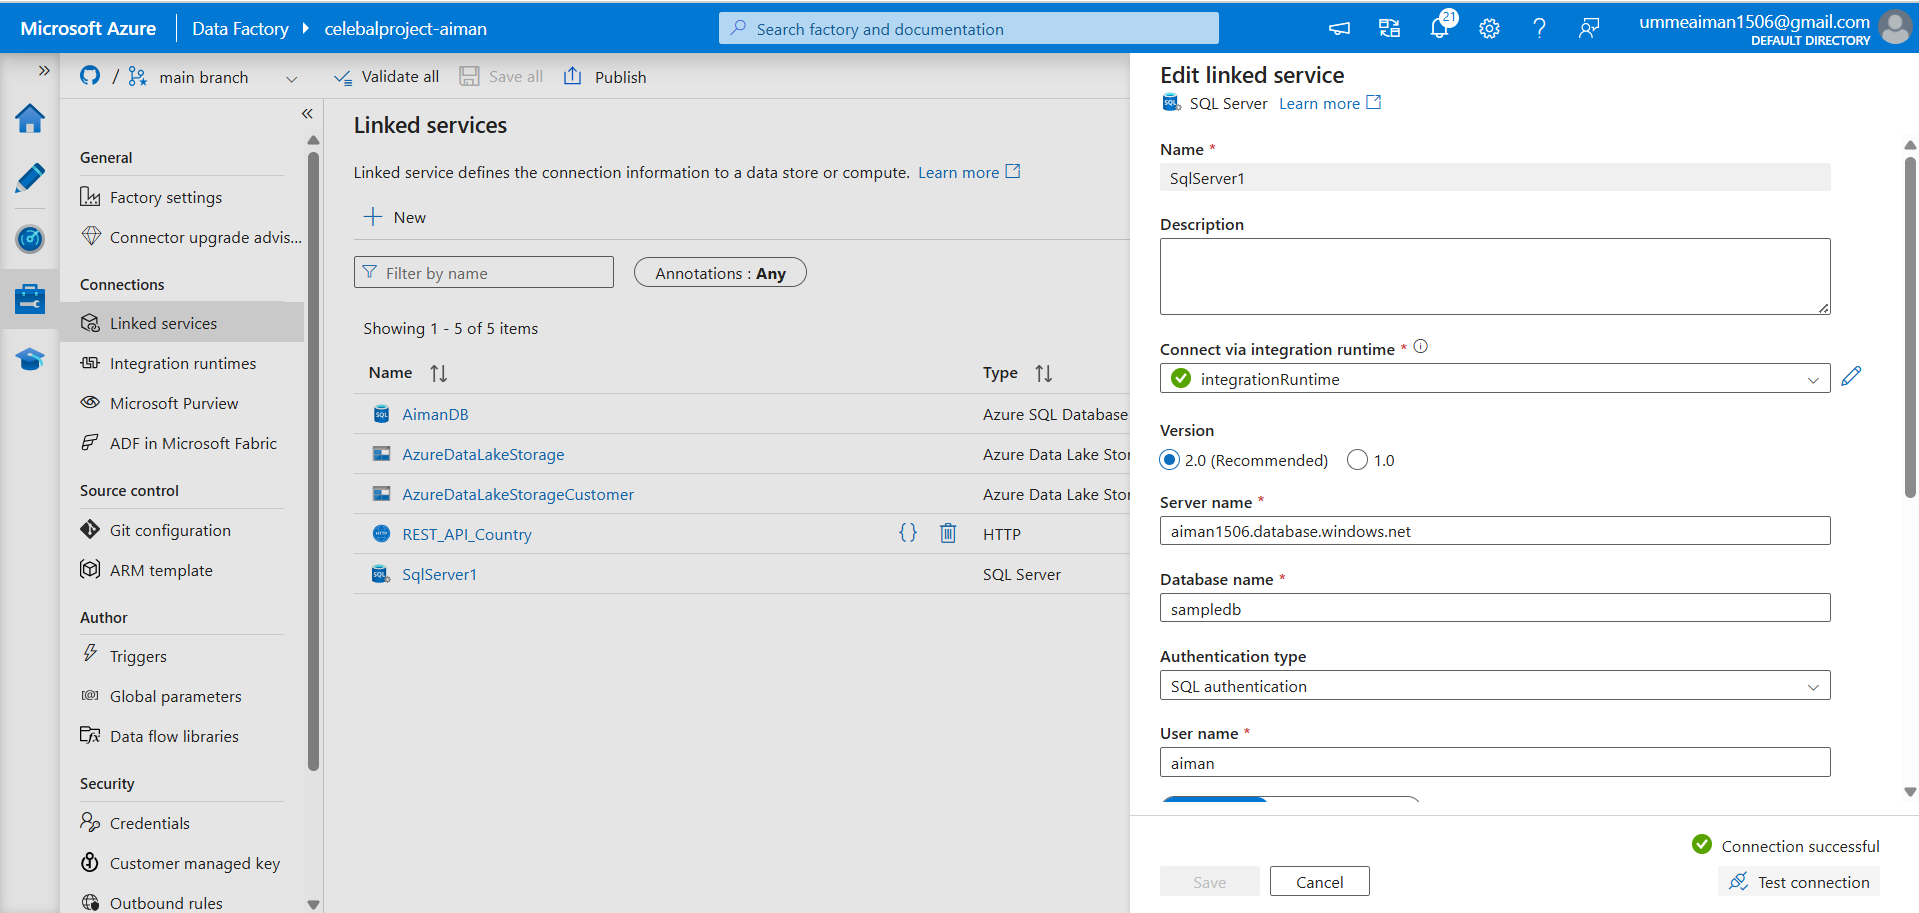 Microsoft Azure
Data Factory
celebalproject-aiman
Search factory and documentation
21
ummeaiman1506@gmail.com
DEFAULT DIRECTORY
/ main branch
Validate all
Save all
Publish
General
Factory settings
Connector upgrade advis...
Connections
Linked services
Integration runtimes
Microsoft Purview
ADF in Microsoft Fabric
Source control
Git configuration
ARM template
Author
Triggers
Global parameters
Data flow libraries
Security
Credentials
Customer managed key
Outbound rules
Linked services
Linked service defines the connection information to a data store or compute. Learn more
New
Filter by name
Annotations : Any
Showing 1 - 5 of 5 items
Name Type
AimanDB Azure SQL Database
AzureDataLakeStorage Azure Data Lake Stor
AzureDataLakeStorageCustomer Azure Data Lake Stor
REST_API_Country {} HTTP
SqlServer1 SQL Server
Edit linked service
SQL Server Learn more
Name *
SqlServer1
Description
Connect via integration runtime *
integrationRuntime
Version
2.0 (Recommended) 1.0
Server name *
aiman1506.database.windows.net
Database name *
sampledb
Authentication type
SQL authentication
User name *
aiman
Connection successful
Save
Cancel
Test connection